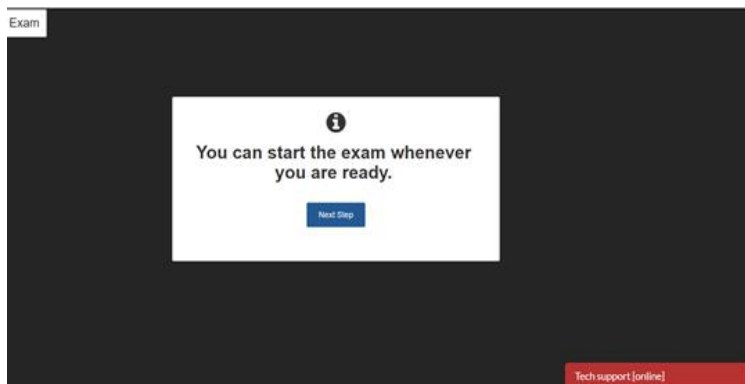 Exam
You can start the exam whenever
you are ready.
Next Step
Tech support [online]